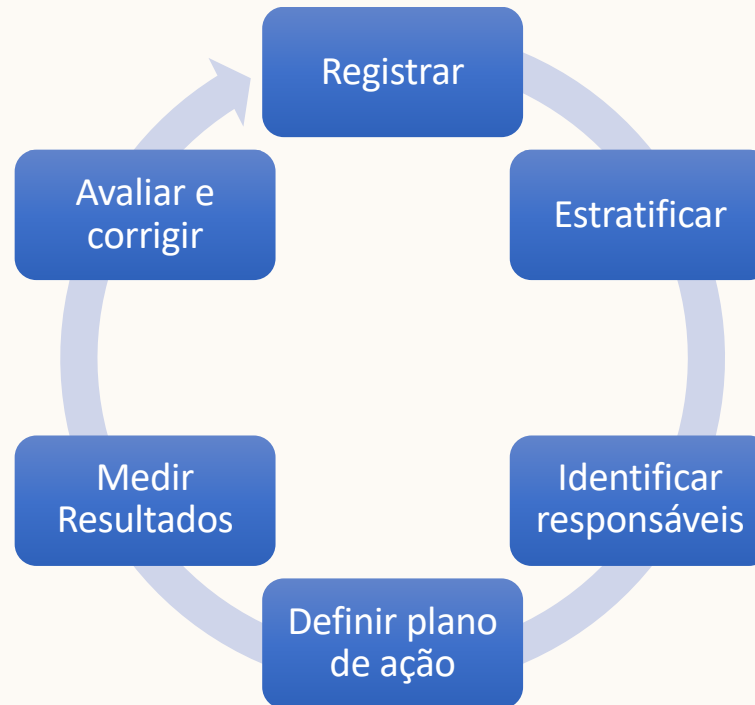 Registrar
Estratificar
Identificar
responsáveis
Definir plano
de ação
Medir
Resultados
Avaliar e
corrigir